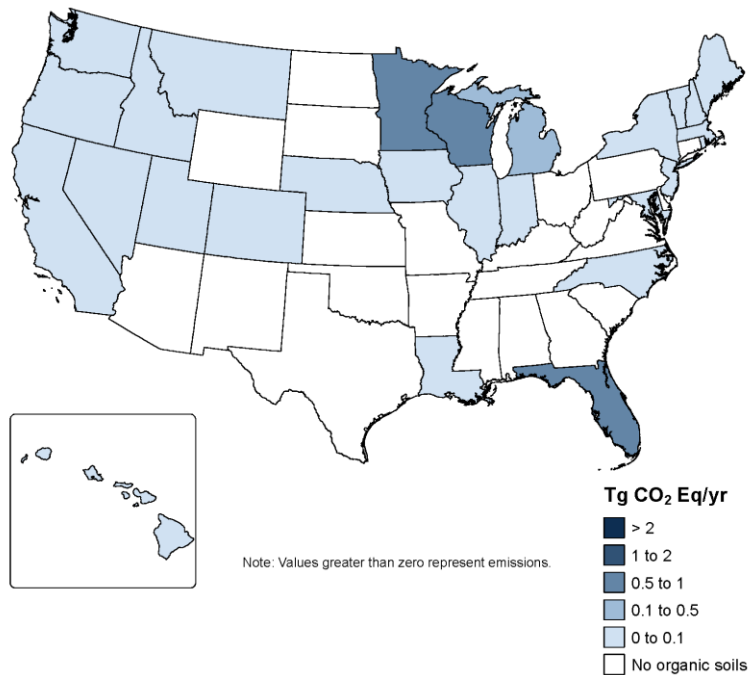 Note: Values greater than zero represent emissions.
Tg CO₂ Eq/yr
> 2
1 to 2
0.5 to 1
0.1 to 0.5
0 to 0.1
No organic soils